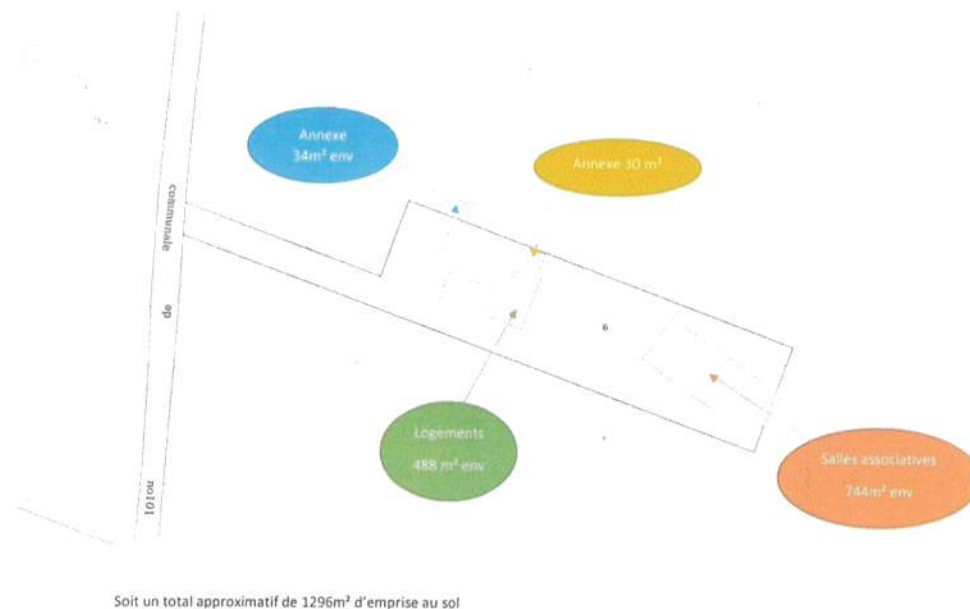 Annexe
34m² env
Annexe 30 m²
communale
de
no101
6
Logements
488 m² env
Salles associatives
744m² env
Soit un total approximatif de 1296m² d'emprise au sol